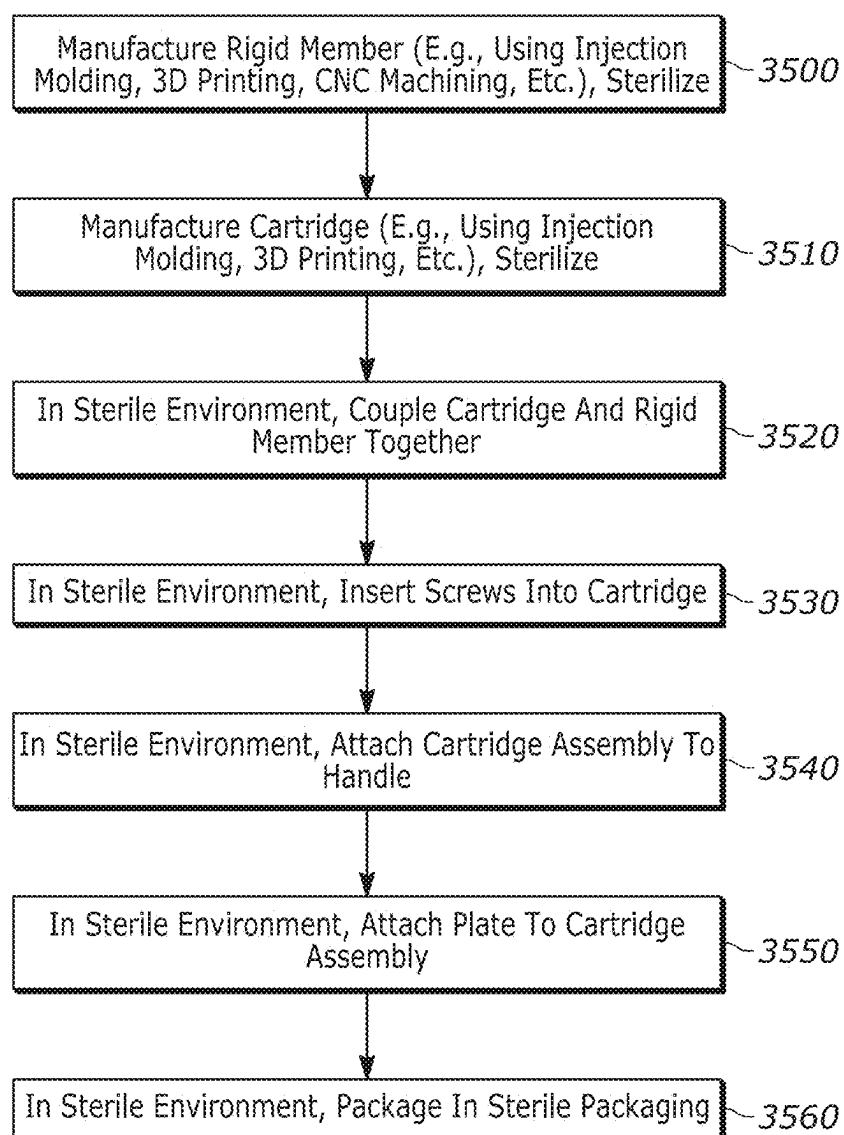 Manufacture Rigid Member (E.g., Using Injection
Molding, 3D Printing, CNC Machining, Etc.), Sterilize
3500
Manufacture Cartridge (E.g., Using Injection
Molding, 3D Printing, Etc.), Sterilize
3510
In Sterile Environment, Couple Cartridge And Rigid
Member Together
3520
In Sterile Environment, Insert Screws Into Cartridge
3530
In Sterile Environment, Attach Cartridge Assembly To
Handle
3540
In Sterile Environment, Attach Plate To Cartridge
Assembly
3550
In Sterile Environment, Package In Sterile Packaging
3560